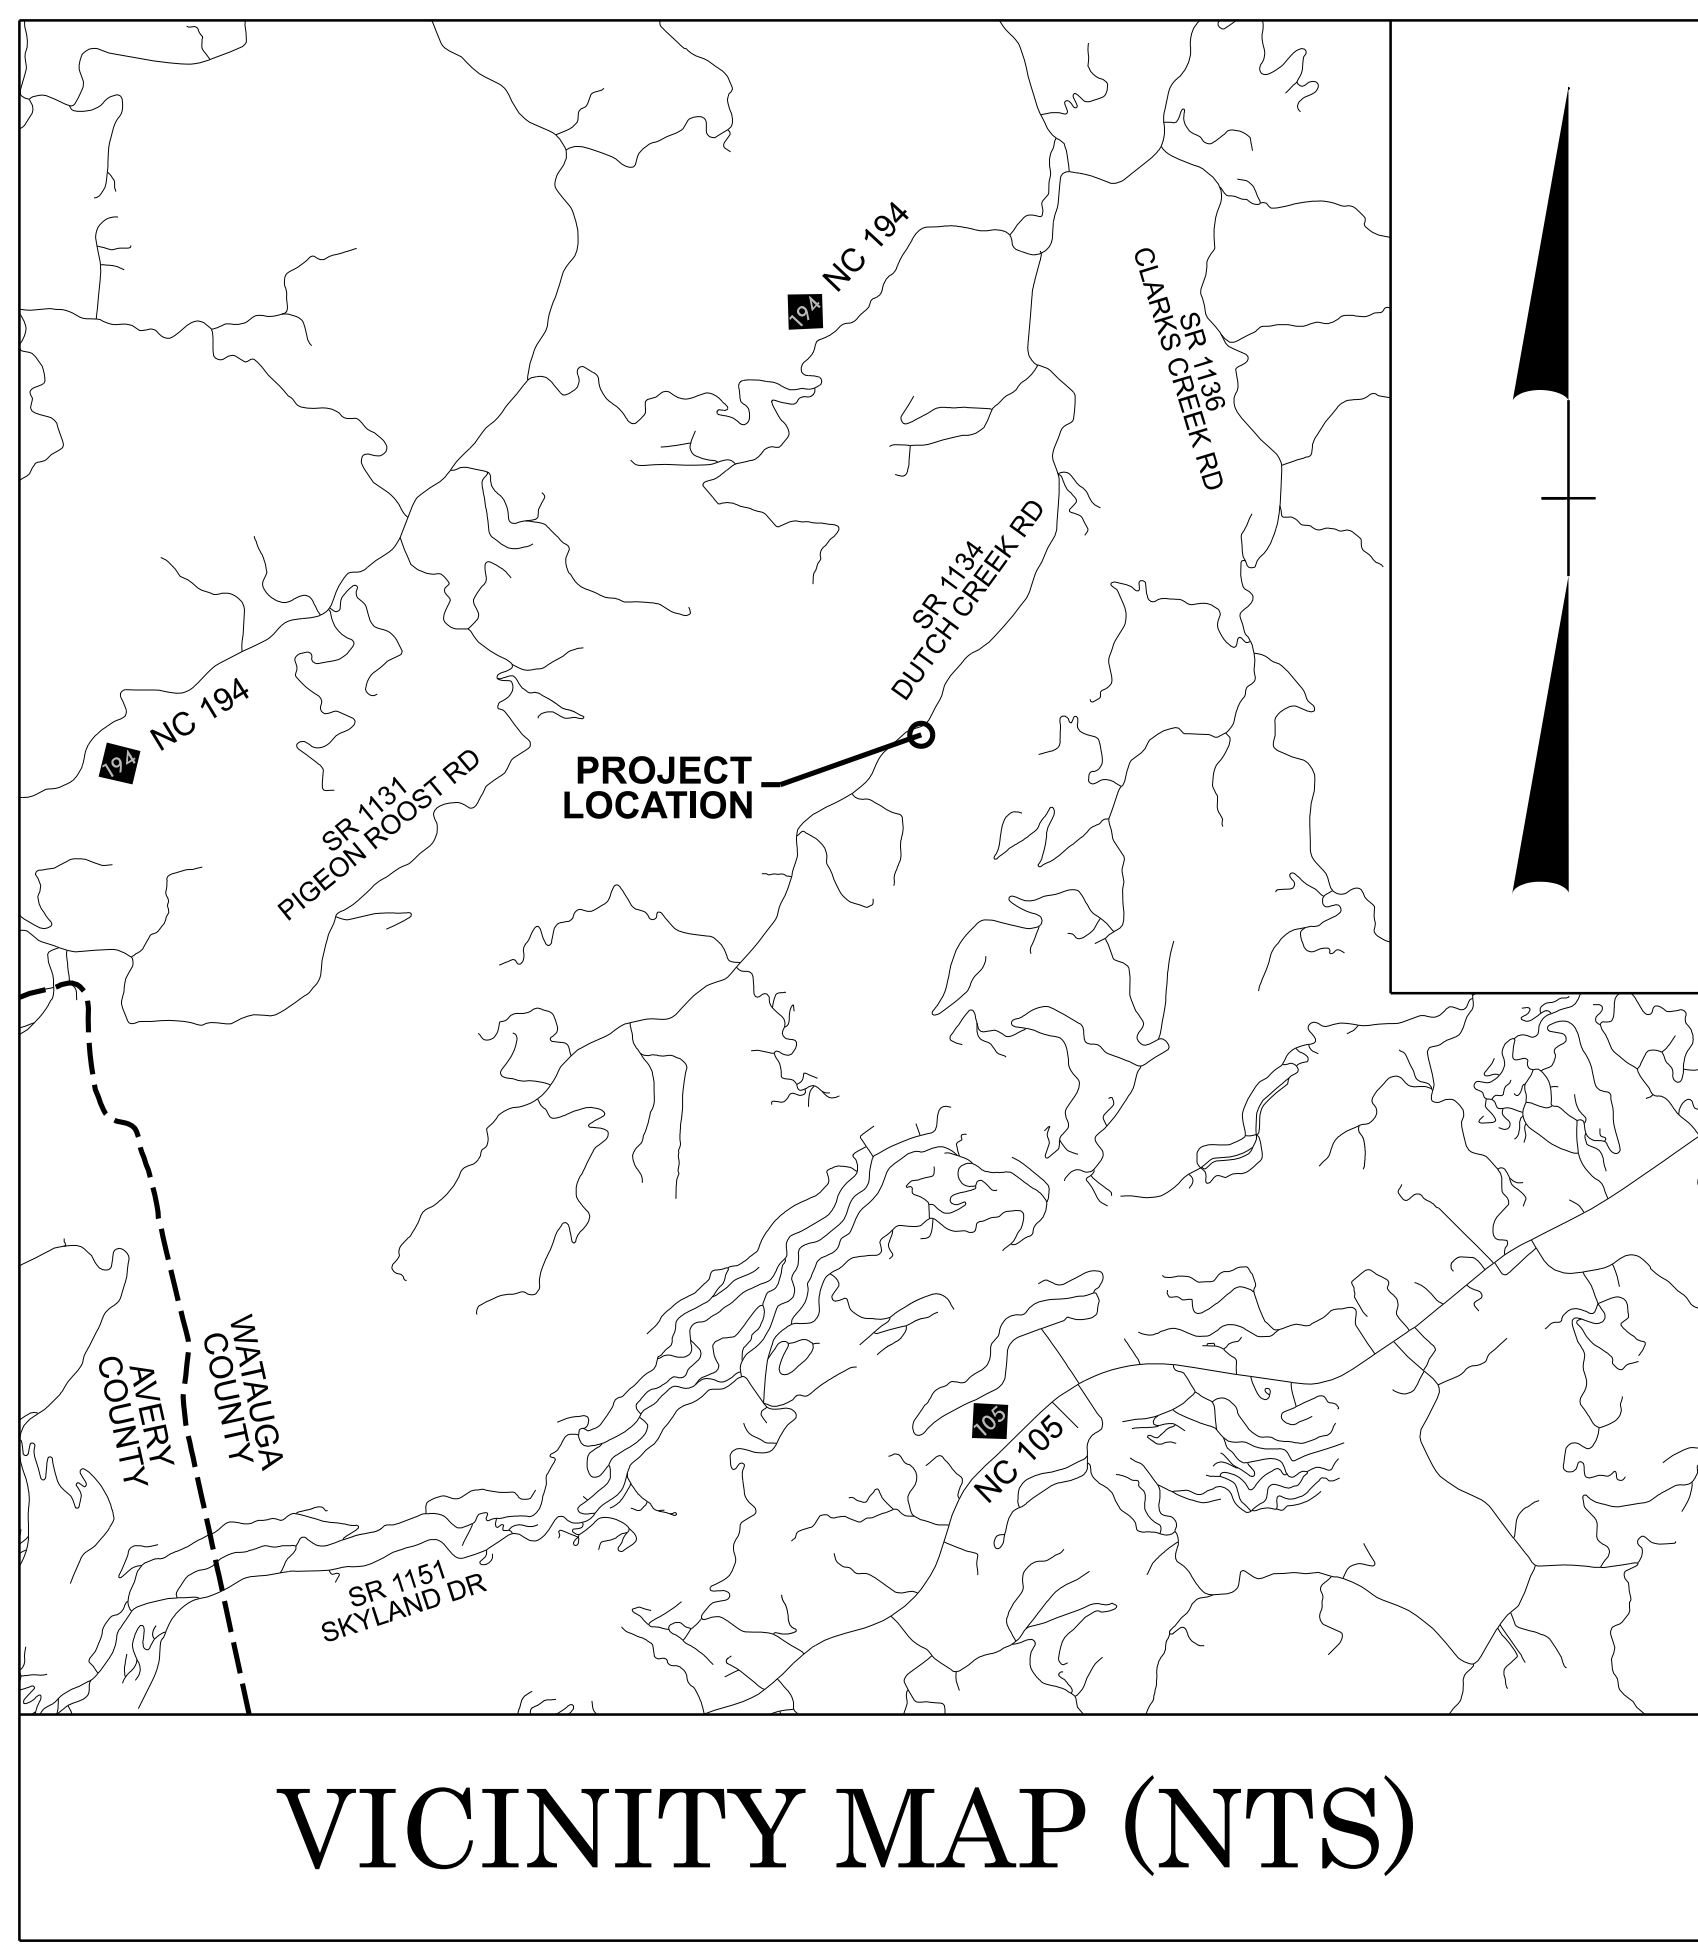 NC 194
194
CLARKS CREEK RD
SR 1136
SR 1134
DUTCH CREEK RD
NC 194
194
PROJECT
LOCATION
SR 1131
PIGEON ROOST RD
WATAUGA
COUNTY
AVERY
COUNTY
105
NC 105
SR 1151
SKYLAND DR
VICINITY MAP (NTS)